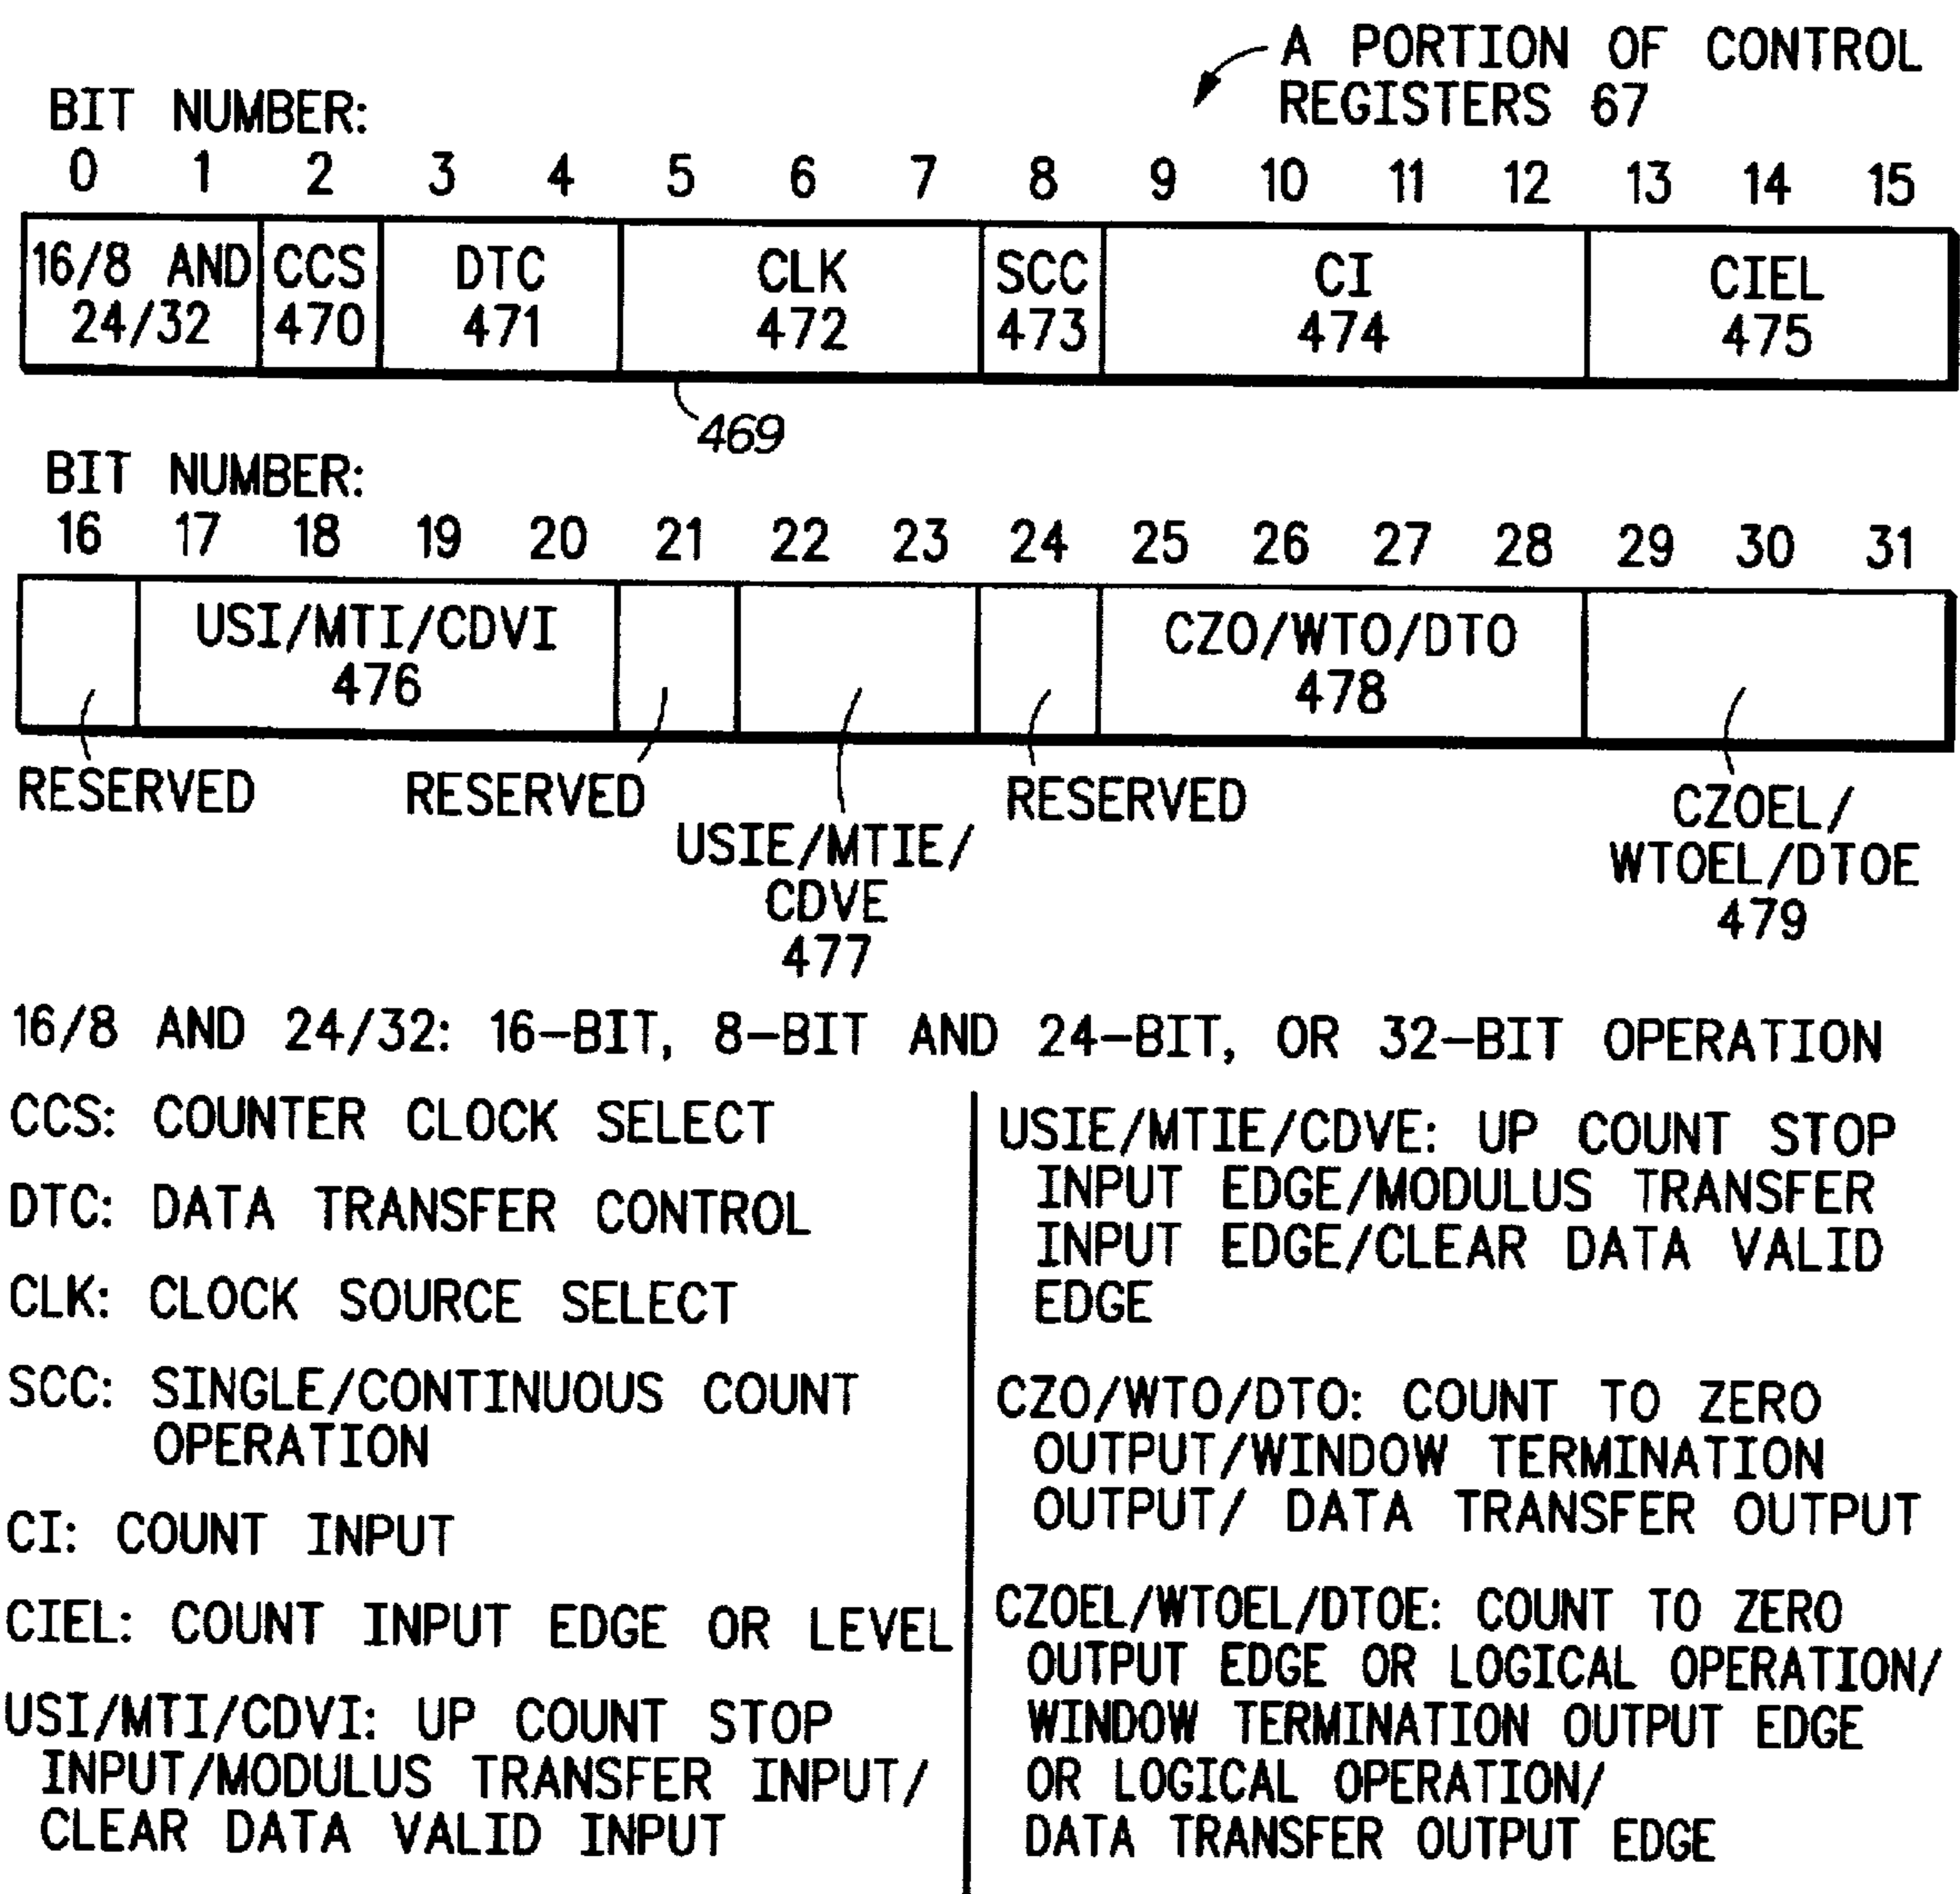 A PORTION OF CONTROL
REGISTERS 67
BIT NUMBER:
0 1 2 3 4 5 6 7 8 9 10 11 12 13 14 15
16/8 AND CCS DTC CLK SCC CI CIEL
24/32 470 471 472 473 474 475
469
BIT NUMBER:
16 17 18 19 20 21 22 23 24 25 26 27 28 29 30 31
USI/MTI/CDVI CZO/WTO/DTO
476 478
RESERVED RESERVED RESERVED
USIE/MTIE/
CDVE
477
CZOEL/
WTOEL/DTOE
479
16/8 AND 24/32: 16-BIT, 8-BIT AND 24-BIT, OR 32-BIT OPERATION
CCS: COUNTER CLOCK SELECT
DTC: DATA TRANSFER CONTROL
CLK: CLOCK SOURCE SELECT
SCC: SINGLE/CONTINUOUS COUNT
OPERATION
CI: COUNT INPUT
CIEL: COUNT INPUT EDGE OR LEVEL
USI/MTI/CDVI: UP COUNT STOP
INPUT/MODULUS TRANSFER INPUT/
CLEAR DATA VALID INPUT
USIE/MTIE/CDVE: UP COUNT STOP
INPUT EDGE/MODULUS TRANSFER
INPUT EDGE/CLEAR DATA VALID
EDGE
CZO/WTO/DTO: COUNT TO ZERO
OUTPUT/WINDOW TERMINATION
OUTPUT/ DATA TRANSFER OUTPUT
CZOEL/WTOEL/DTOE: COUNT TO ZERO
OUTPUT EDGE OR LOGICAL OPERATION/
WINDOW TERMINATION OUTPUT EDGE
OR LOGICAL OPERATION/
DATA TRANSFER OUTPUT EDGE